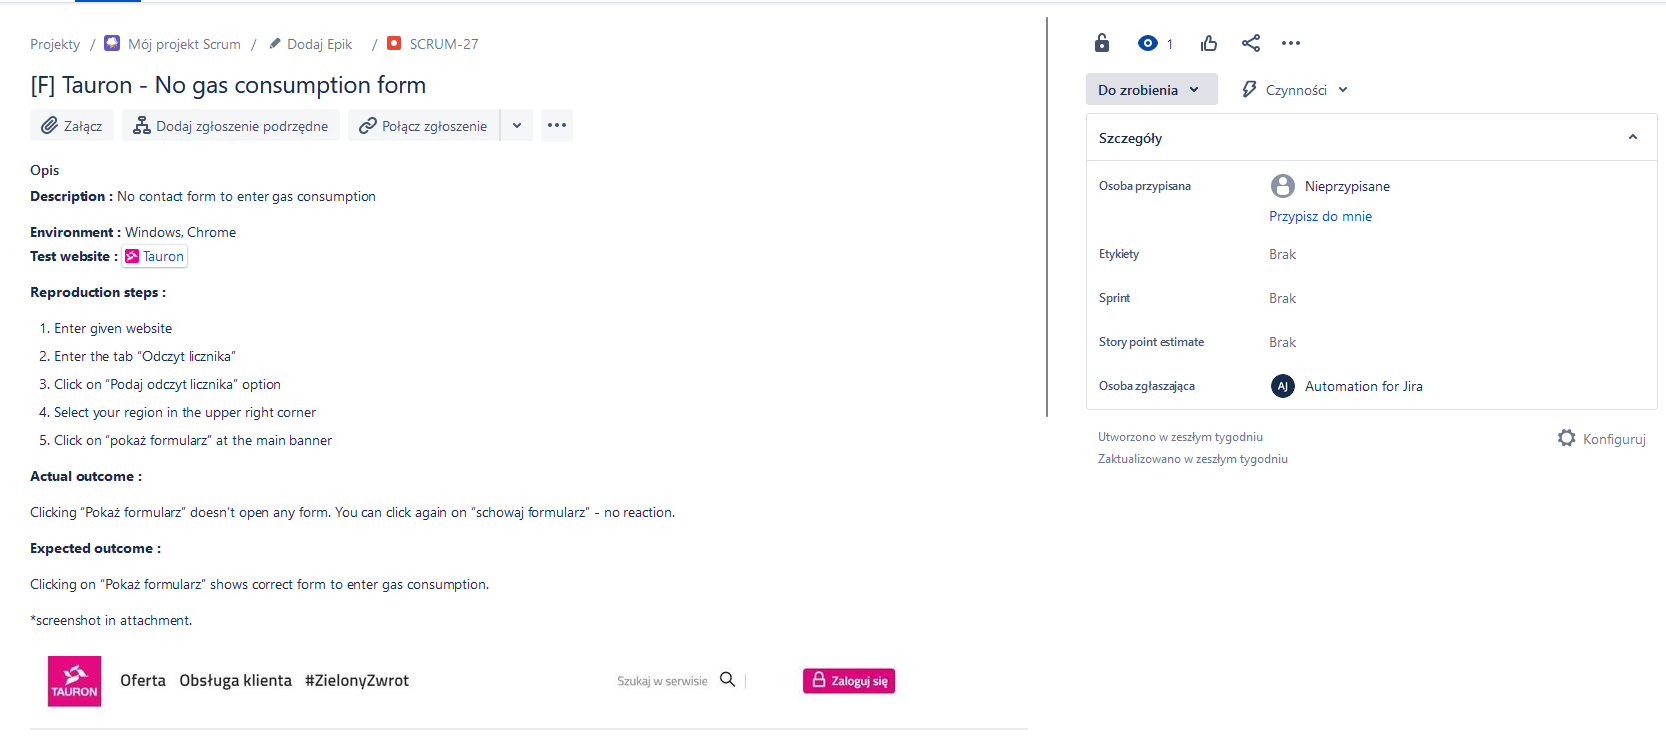 Projekty / Mój projekt Scrum / Dodaj Epik / SCRUM-27
[F] Tauron - No gas consumption form
Załącz
Dodaj zgłoszenie podrzędne
Połącz zgłoszenie
Opis
Description : No contact form to enter gas consumption
Environment : Windows, Chrome
Test website : Tauron
Reproduction steps :
1. Enter given website
2. Enter the tab “Odczyt licznika”
3. Click on “Podaj odczyt licznika” option
4. Select your region in the upper right corner
5. Click on “pokaż formularz” at the main banner
Actual outcome :
Clicking “Pokaż formularz” doesn’t open any form. You can click again on “schowaj formularz” - no reaction.
Expected outcome :
Clicking on “Pokaż formularz” shows correct form to enter gas consumption.
*screenshot in attachment.
TAURON
Oferta Obsługa klienta #ZielonyZwrot
Szukaj w serwisie
Zaloguj się
1
Do zrobienia
Czynności
Szczegóły
Osoba przypisana
Nieprzypisane
Przypisz do mnie
Etykiety
Brak
Sprint
Brak
Story point estimate
Brak
Osoba zgłaszająca
AJ
Automation for Jira
Utworzono w zeszłym tygodniu
Zaktualizowano w zeszłym tygodniu
Konfiguruj